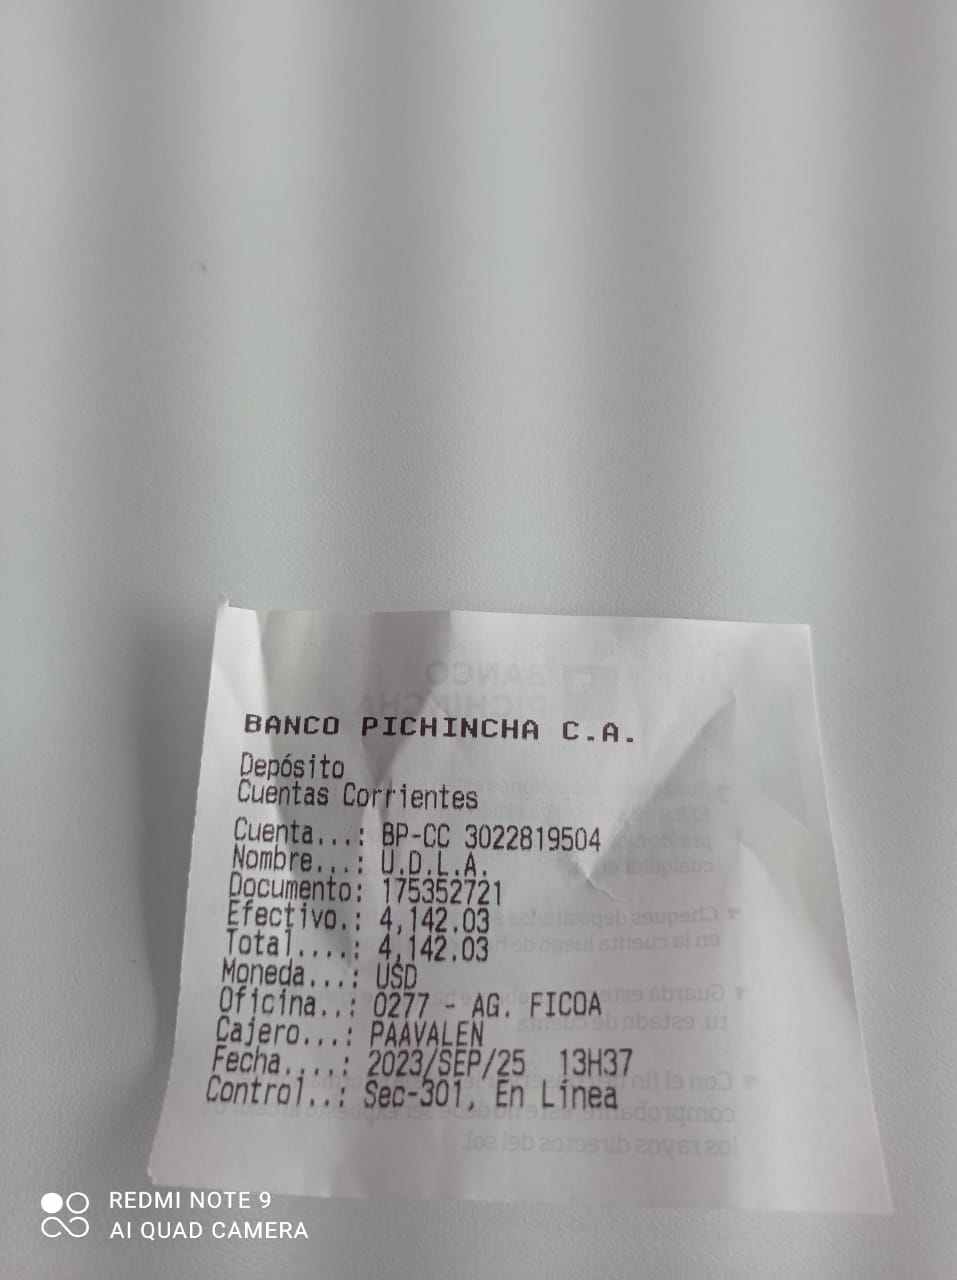 BANCO PICHINCHA C.A.
Depósito
Cuentas Corrientes
Cuenta...: BP-CC 3022819504
Nombre...: U.D.L.A.
Documento: 175352721
Efectivo.: 4,142.03
Total....: 4,142.03
Moneda...: USD
Oficina..: 0277 - AG. FICOA
Cajero...: PAAVALEN
Fecha....: 2023/SEP/25 13H37
Control..: Sec-301, En Línea
REDMI NOTE 9
AI QUAD CAMERA